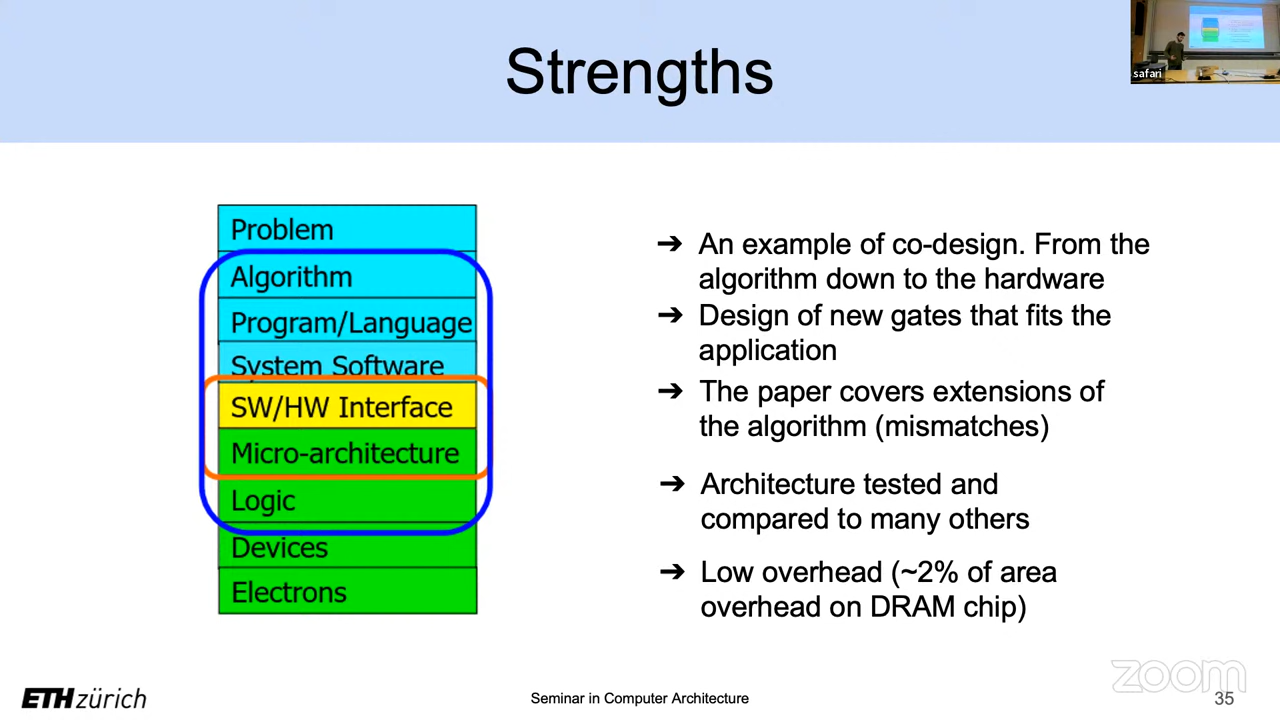 Strengths
safari
Problem
Algorithm
Program/Language
System Software
SW/HW Interface
Micro-architecture
Logic
Devices
Electrons
➔ An example of co-design. From the
algorithm down to the hardware
➔ Design of new gates that fits the
application
➔ The paper covers extensions of
the algorithm (mismatches)
➔ Architecture tested and
compared to many others
➔ Low overhead (~2% of area
overhead on DRAM chip)
ETH zürich
Seminar in Computer Architecture
zoom
35